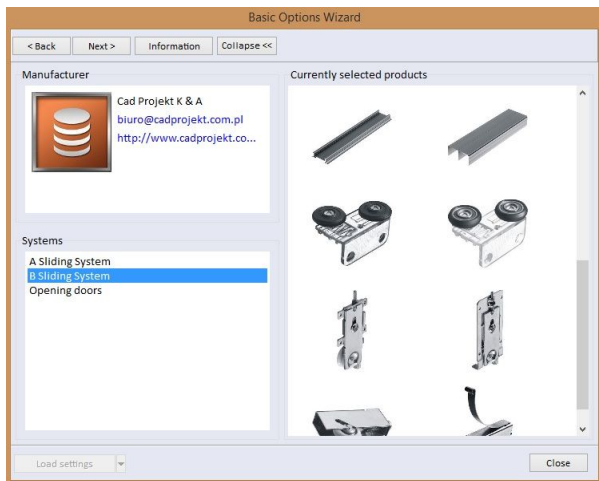 Basic Options Wizard
< Back
Next >
Information
Collapse <<
Manufacturer
Cad Projekt K & A
biuro@cadprojekt.com.pl
http://www.cadprojekt.co...
Systems
A Sliding System
B Sliding System
Opening doors
Currently selected products
Load settings
Close